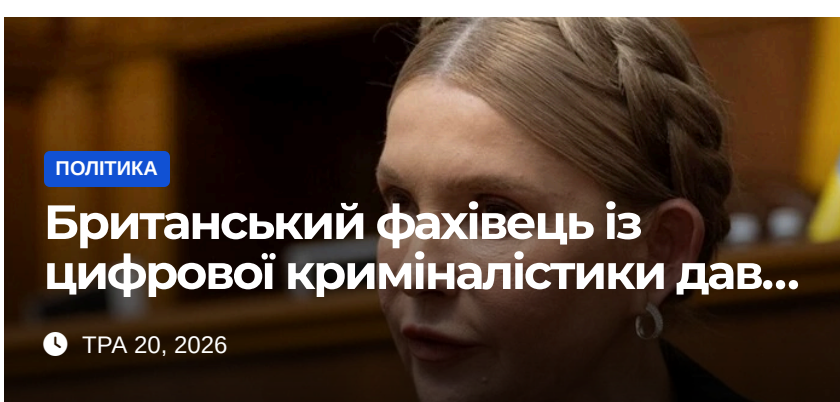 ПОЛІТИКА
Британський фахівець із
цифрової криміналістики дав...
ТРА 20, 2026